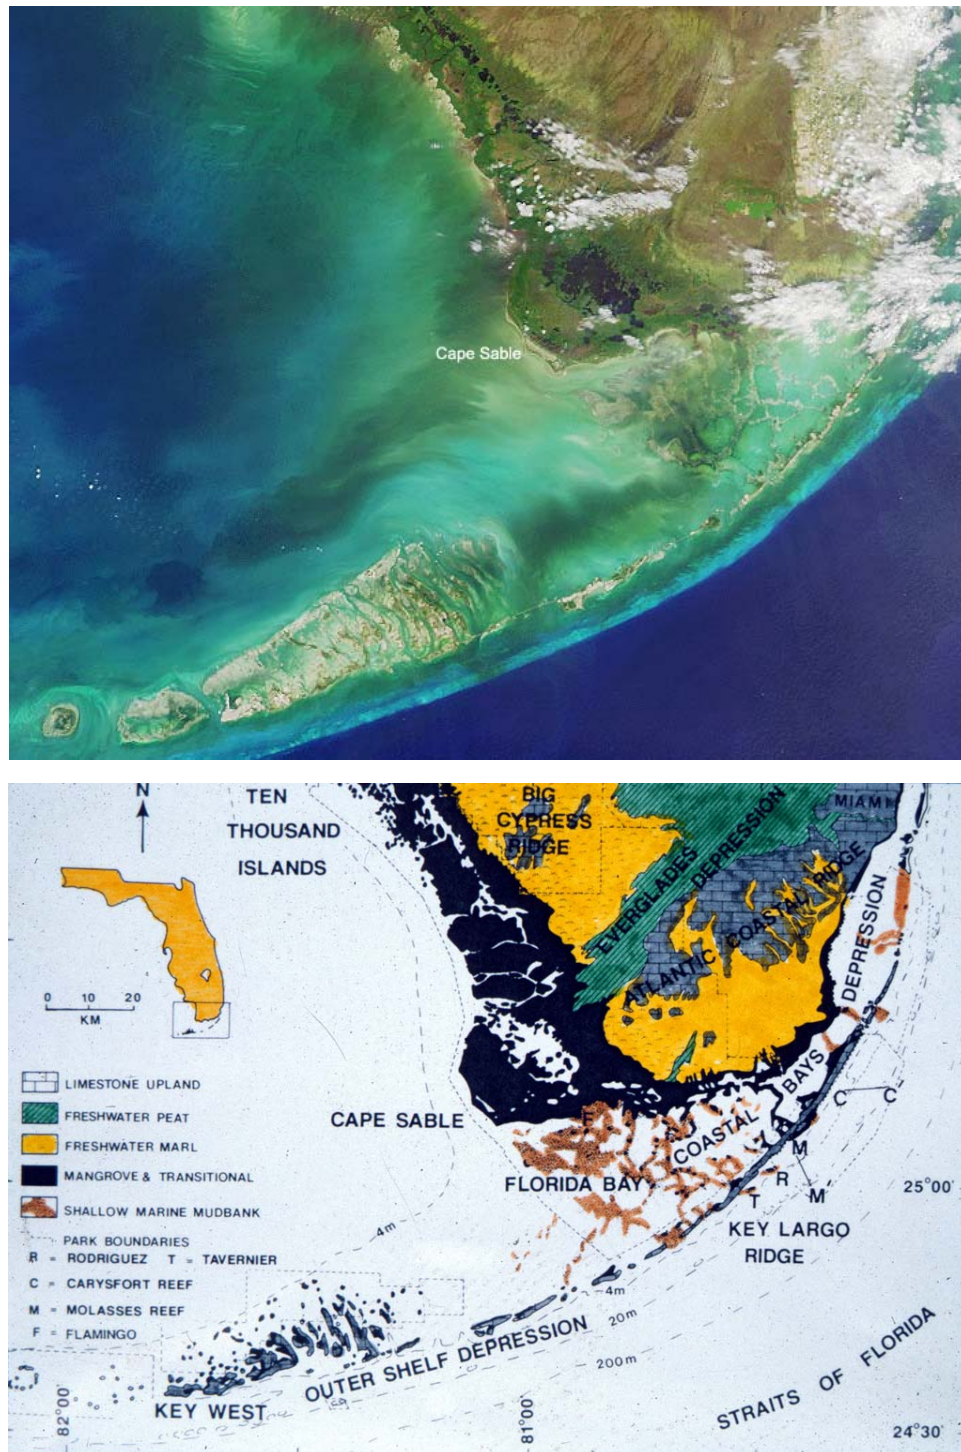 Cape Sable
N
TEN
THOUSAND
ISLANDS
BIG
CYPRESS
RIDGE
EVERGLADES
DEPRESSION
MIAMI
ATLANTIC COASTAL RIDGE
DEPRESSION
0 10 20
KM
LIMESTONE UPLAND
FRESHWATER PEAT
FRESHWATER MARL
MANGROVE & TRANSITIONAL
SHALLOW MARINE MUDBANK
PARK BOUNDARIES
R = RODRIGUEZ T = TAVERNIER
C = CARYSFORT REEF
M = MOLASSES REEF
F = FLAMINGO
CAPE SABLE
F
COASTAL
BAYS
C C
M
R
M
T
FLORIDA BAY
25°00'
KEY LARGO
RIDGE
4m
4m
20m
200m
OUTER SHELF DEPRESSION
STRAITS OF FLORIDA
KEY WEST
82°00'
81°00'
24°30'